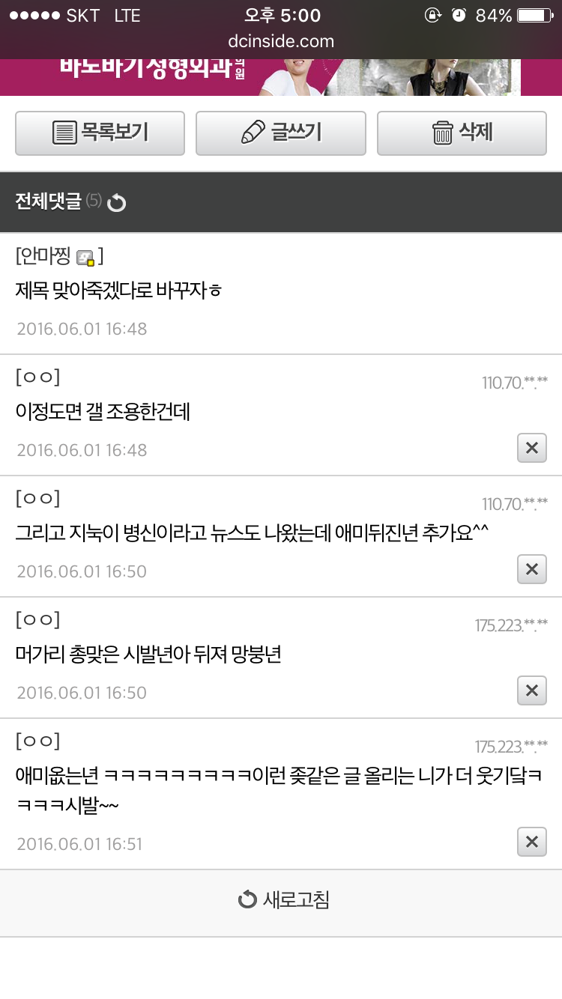 SKT LTE 오후 5:00 84%
dcinside.com
바노바기성형외과의원
목록보기 글쓰기 삭제
전체댓글 (5)
[안마찡 g ]
제목 맞아죽겠다로 바꾸자ㅎ
2016.06.01 16:48
[ㅇㅇ] 110.70.**.**
이정도면 갤 조용한건데
2016.06.01 16:48
[ㅇㅇ] 110.70.**.**
그리고 지눅이 병신이라고 뉴스도 나왔는데 애미뒤진년 추가요^^
2016.06.01 16:50
[ㅇㅇ] 175.223.**.**
머가리 총맞은 시발년아 뒤져 망붕년
2016.06.01 16:50
[ㅇㅇ] 175.223.**.**
애미읎는년 ㅋㅋㅋㅋㅋㅋㅋㅋㅋ이런 좆같은 글 올리는 니가 더 웃기닼ㅋ
ㅋㅋㅋ시발~~
2016.06.01 16:51
새로고침